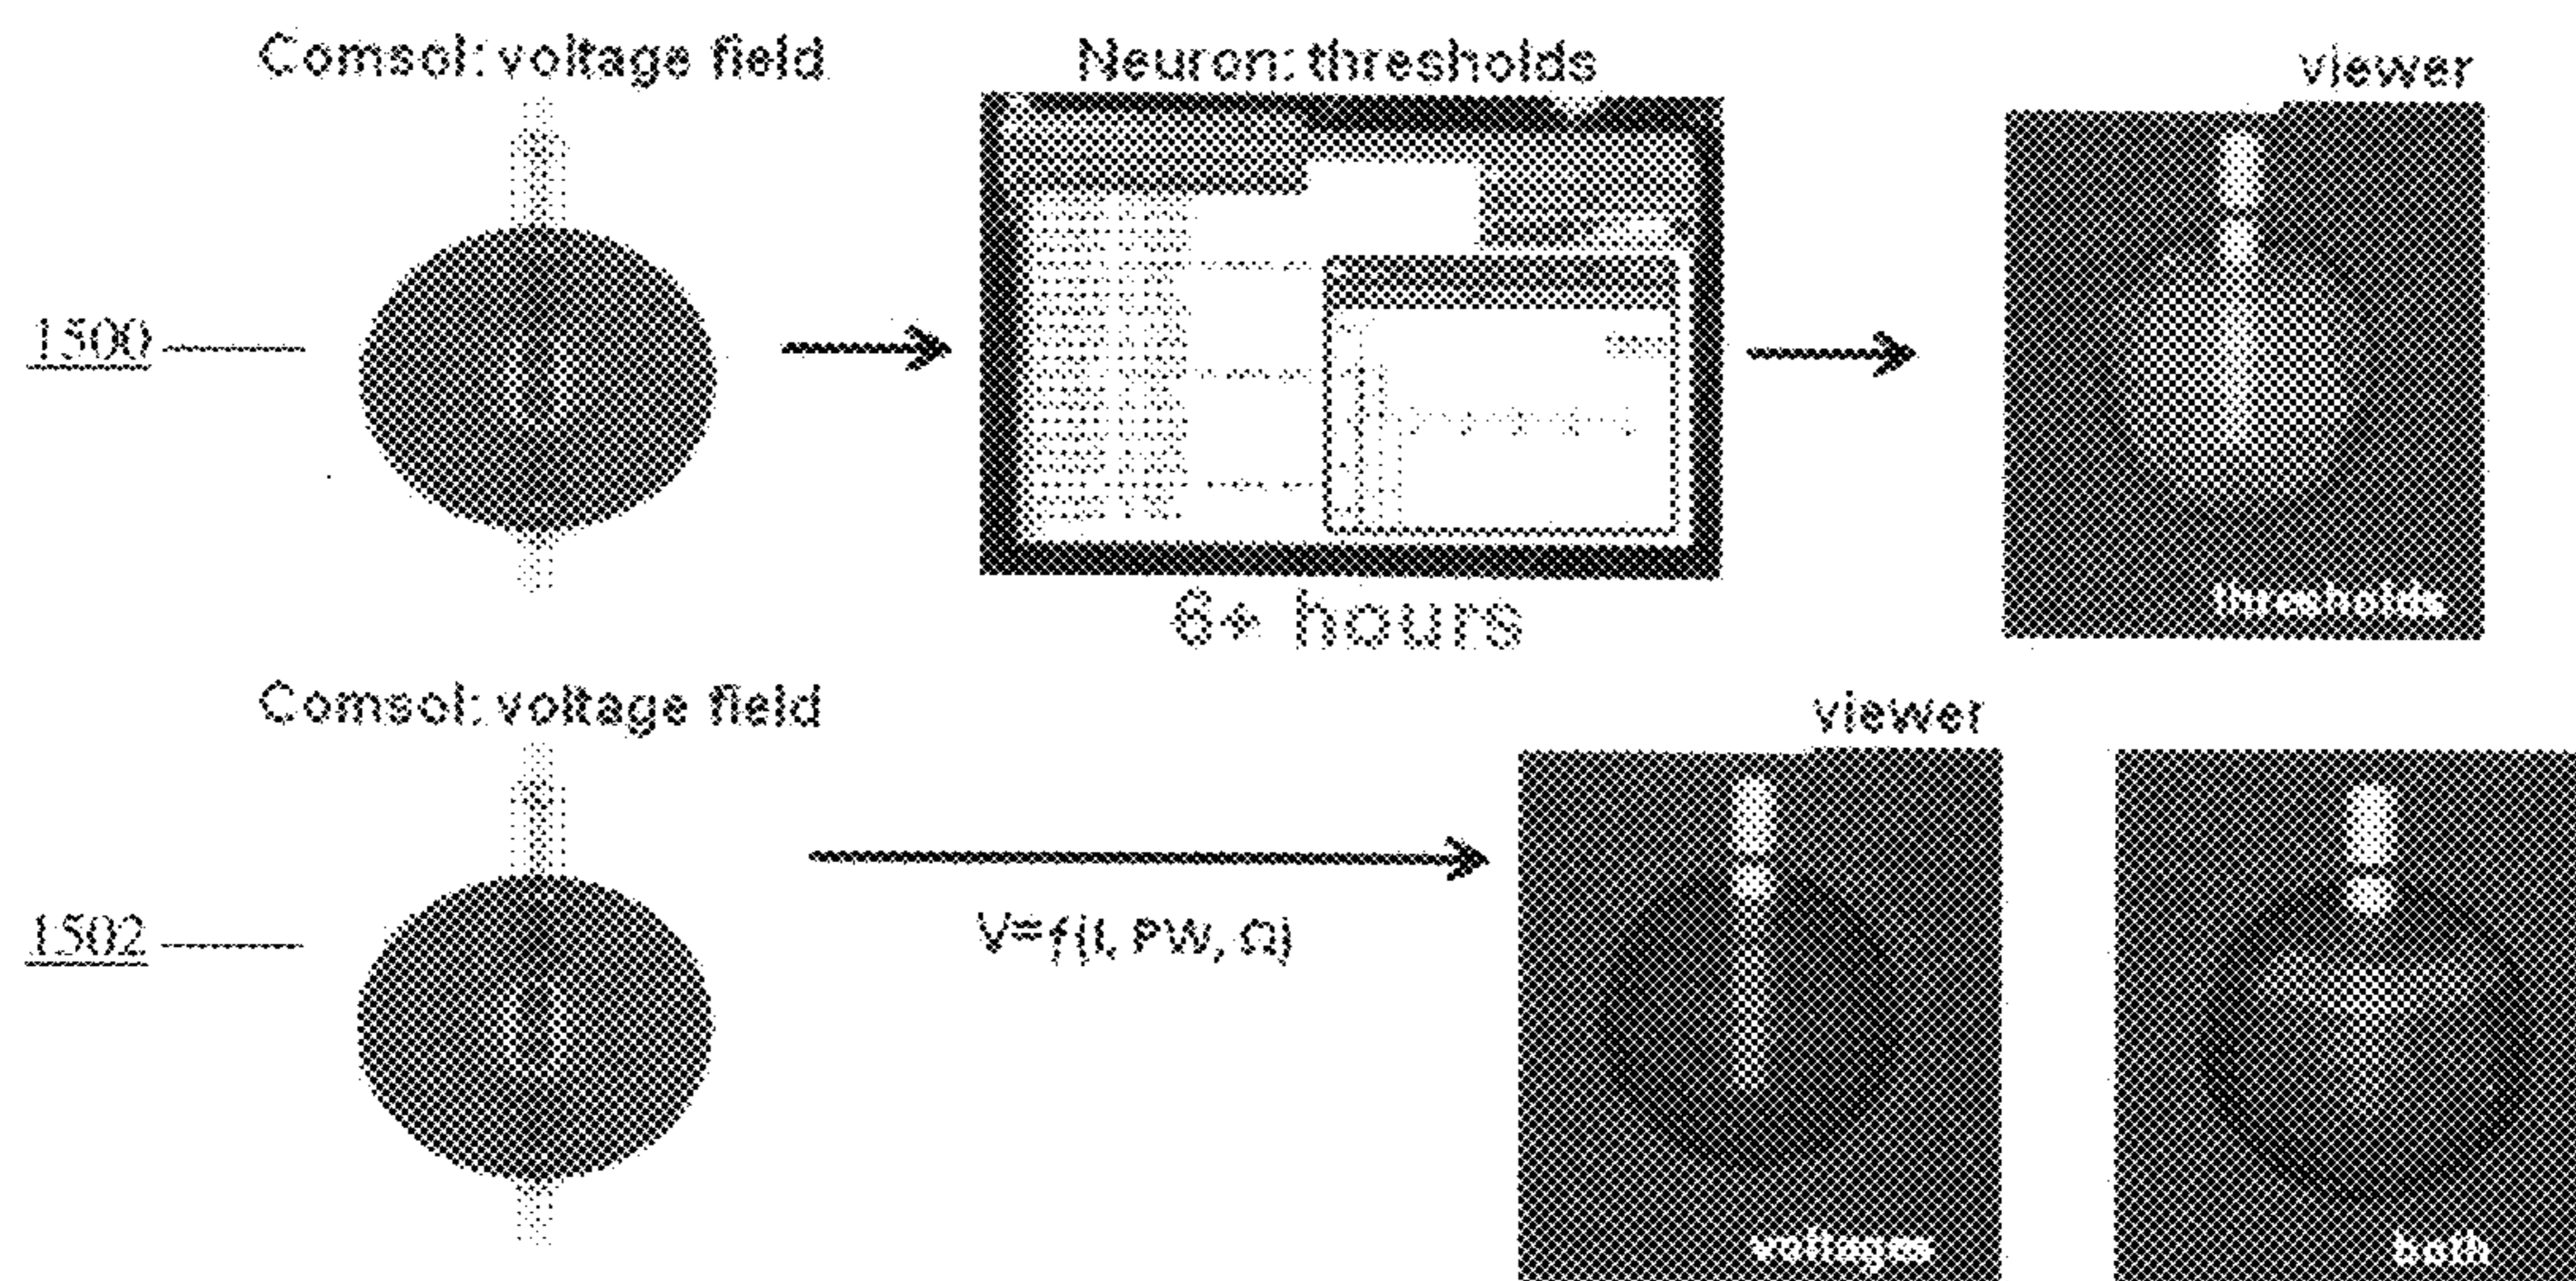 Comsol: voltage field
Neuron: thresholds
viewer
1500
thresholds
6+ hours
Comsol: voltage field
viewer
1502
V=f(I, PW, Ω)
voltages
both